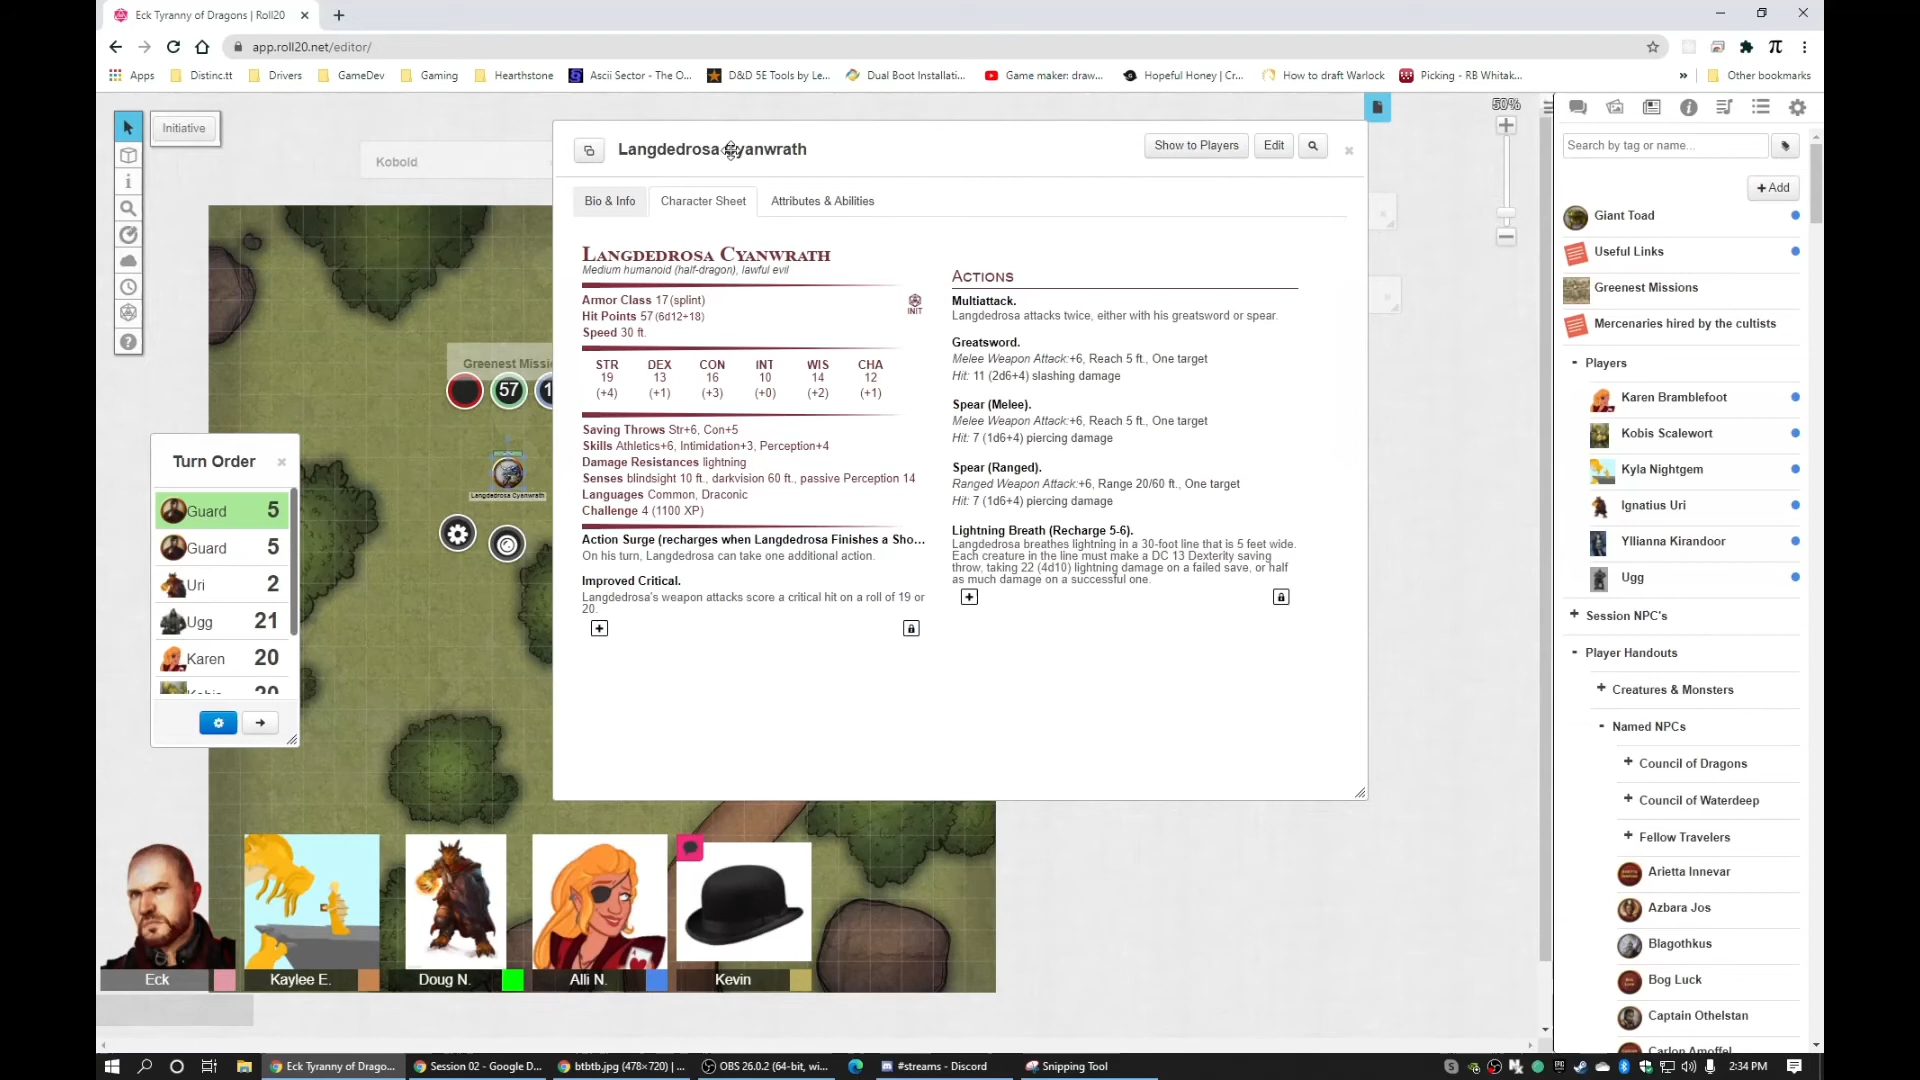 Eck Tyranny of Dragons | Roll20
app.roll20.net/editor/
Apps
Distinc.tt
Drivers
GameDev
Gaming
Hearthstone
Ascii Sector - The O...
D&D 5E Tools by Le...
Dual Boot Installati...
Game maker: draw...
Hopeful Honey | Cr...
How to draft Warlock
Picking - RB Whitak...
»
Other bookmarks
Initiative
Kobold
50%
Langdedrosa Cyanwrath
Show to Players
Edit
Bio & Info
Character Sheet
Attributes & Abilities
Langdedrosa Cyanwrath
Medium humanoid (half-dragon), lawful evil
Armor Class 17 (splint)
Hit Points 57 (6d12+18)
Speed 30 ft.
INIT
STR DEX CON INT WIS CHA
19 13 16 10 14 12
(+4) (+1) (+3) (+0) (+2) (+1)
Saving Throws Str+6, Con+5
Skills Athletics+6, Intimidation+3, Perception+4
Damage Resistances lightning
Senses blindsight 10 ft., darkvision 60 ft., passive Perception 14
Languages Common, Draconic
Challenge 4 (1100 XP)
Action Surge (recharges when Langdedrosa Finishes a Sho...
On his turn, Langdedrosa can take one additional action.
Improved Critical.
Langdedrosa's weapon attacks score a critical hit on a roll of 19 or
20.
Actions
Multiattack.
Langdedrosa attacks twice, either with his greatsword or spear.
Greatsword.
Melee Weapon Attack:+6, Reach 5 ft., One target
Hit: 11 (2d6+4) slashing damage
Spear (Melee).
Melee Weapon Attack:+6, Reach 5 ft., One target
Hit: 7 (1d6+4) piercing damage
Spear (Ranged).
Ranged Weapon Attack:+6, Range 20/60 ft., One target
Hit: 7 (1d6+4) piercing damage
Lightning Breath (Recharge 5-6).
Langdedrosa breathes lightning in a 30-foot line that is 5 feet wide.
Each creature in the line must make a DC 13 Dexterity saving
throw, taking 22 (4d10) lightning damage on a failed save, or half
as much damage on a successful one.
57
Langdedrosa Cyanwrath
Turn Order
Guard 5
Guard 5
Uri 2
Ugg 21
Karen 20
20
Eck
Kaylee E.
Doug N.
Alli N.
Kevin
Search by tag or name...
+ Add
Giant Toad
Useful Links
Greenest Missions
Mercenaries hired by the cultists
- Players
Karen Bramblefoot
Kobis Scalewort
Kyla Nightgem
Ignatius Uri
Yllianna Kirandoor
Ugg
+ Session NPC's
- Player Handouts
+ Creatures & Monsters
- Named NPCs
+ Council of Dragons
+ Council of Waterdeep
+ Fellow Travelers
Arietta Innevar
Azbara Jos
Blagothkus
Bog Luck
Captain Othelstan
Carlon Amoffel
Eck Tyranny of Drago...
Session 02 - Google D...
btbtb.jpg (478×720) | ...
OBS 26.0.2 (64-bit, wi...
#streams - Discord
Snipping Tool
2:34 PM